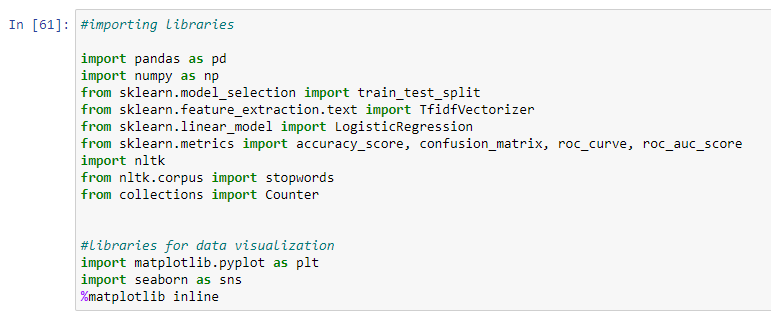 In [61]: #importing libraries
import pandas as pd
import numpy as np
from sklearn.model_selection import train_test_split
from sklearn.feature_extraction.text import TfidfVectorizer
from sklearn.linear_model import LogisticRegression
from sklearn.metrics import accuracy_score, confusion_matrix, roc_curve, roc_auc_score
import nltk
from nltk.corpus import stopwords
from collections import Counter
#libraries for data visualization
import matplotlib.pyplot as plt
import seaborn as sns
%matplotlib inline